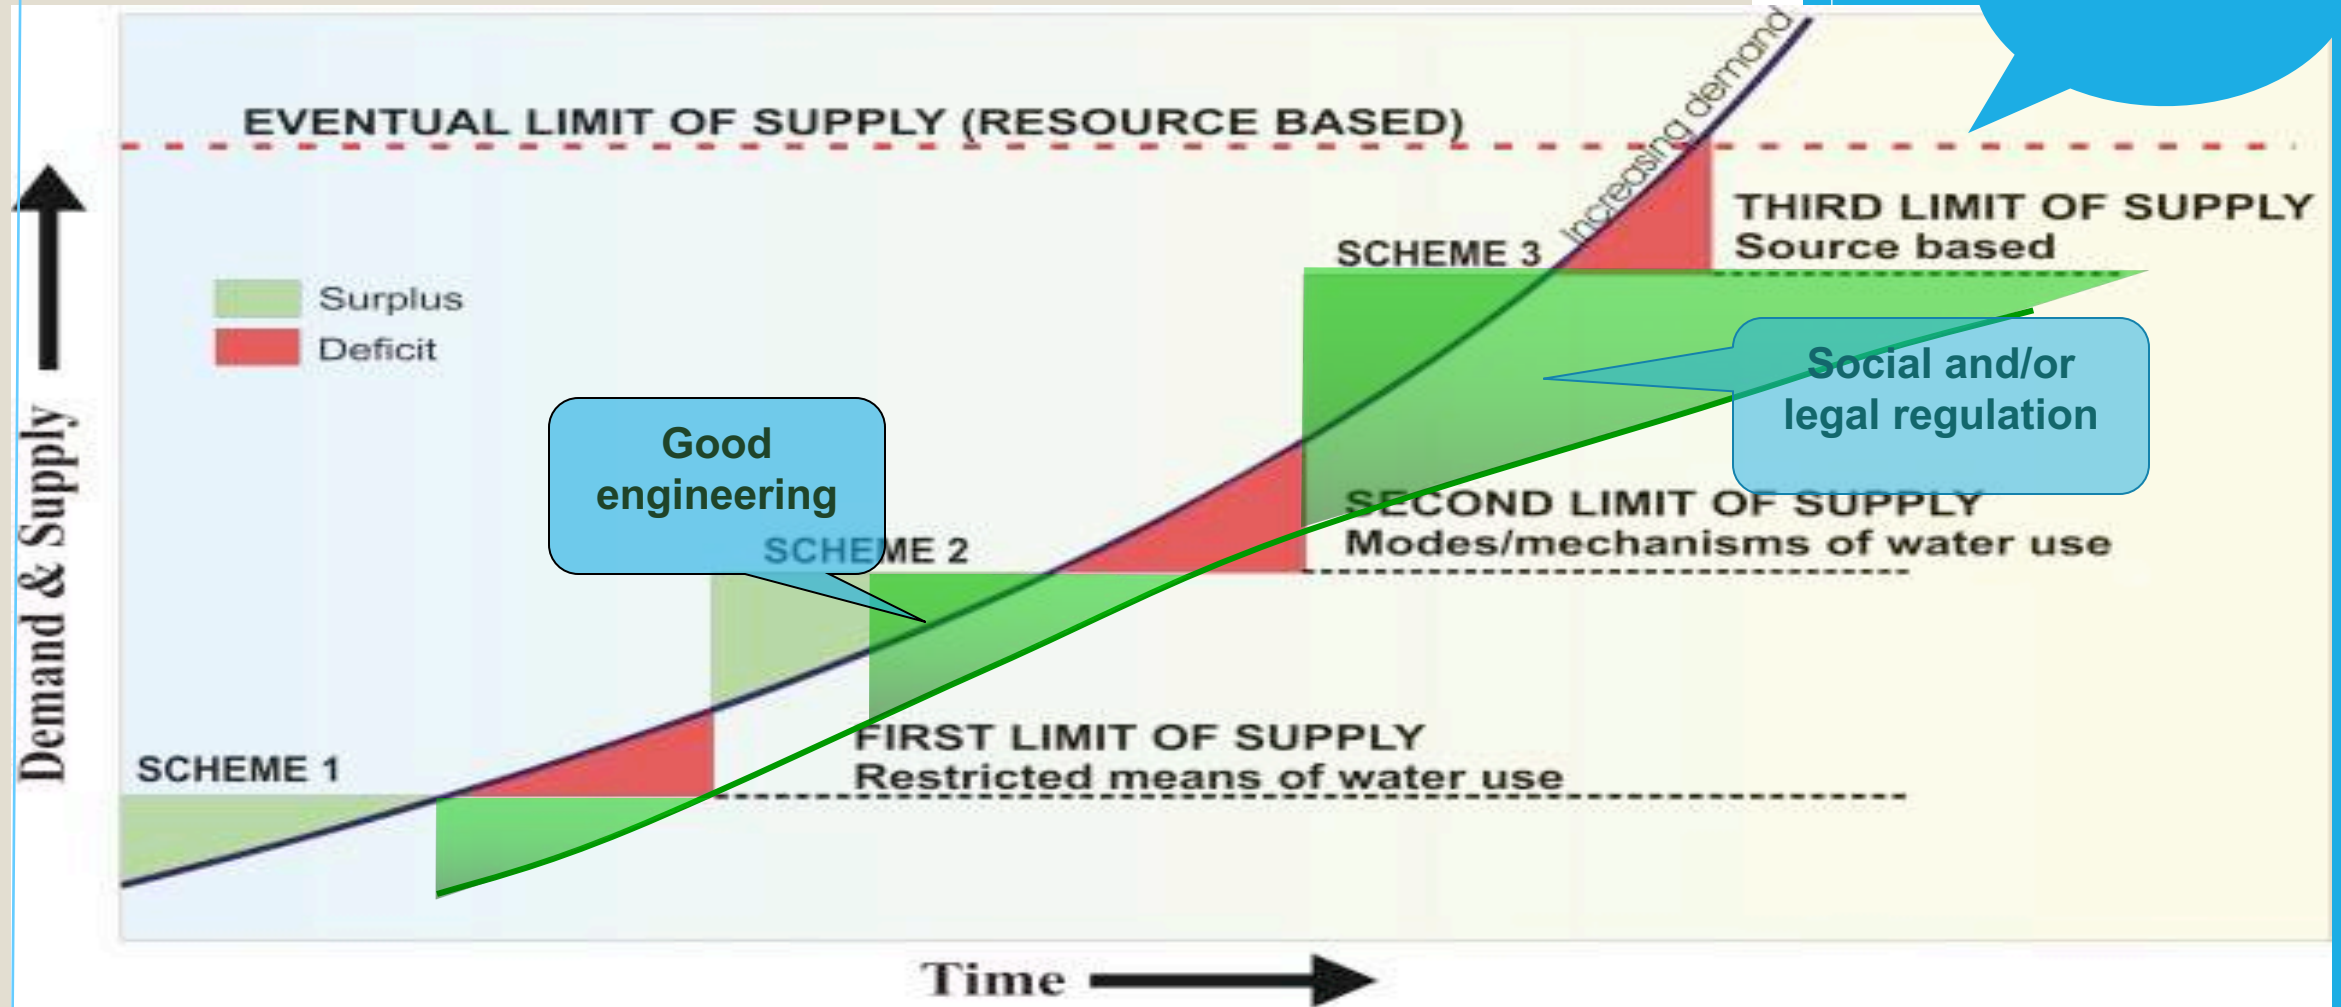 EVENTUAL LIMIT OF SUPPLY (RESOURCE BASED)
Increasing demand
THIRD LIMIT OF SUPPLY
Source based
SCHEME 3
Surplus
Deficit
Social and/or
legal regulation
Good
engineering
SECOND LIMIT OF SUPPLY
Modes/mechanisms of water use
SCHEME 2
FIRST LIMIT OF SUPPLY
Restricted means of water use
SCHEME 1
Demand & Supply
Time